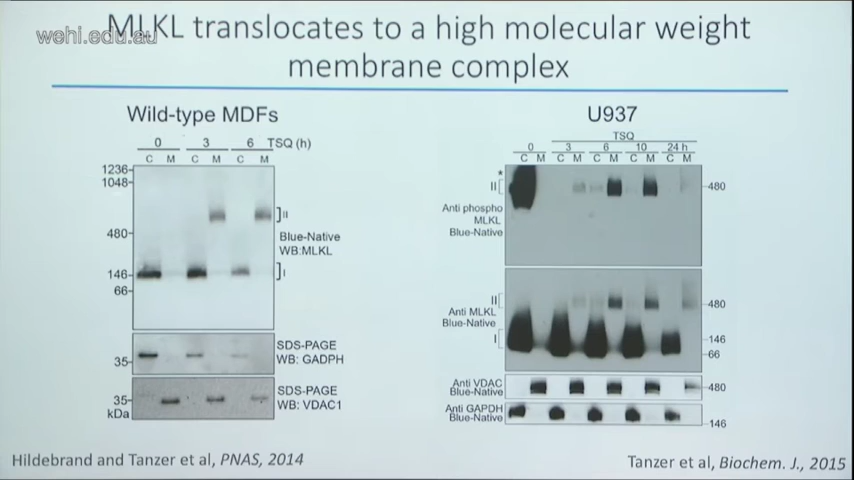 MLKL translocates to a high molecular weight
wehi.edu.au
membrane complex
Wild-type MDFs
0 3 6 TSQ (h)
C M C M C M
1236
1048
480
146
66
]II
Blue-Native
WB:MLKL
]I
35
SDS-PAGE
WB: GADPH
35
kDa
SDS-PAGE
WB: VDAC1
Hildebrand and Tanzer et al, PNAS, 2014
U937
TSQ
0 3 6 10 24 h
C M C M C M C M C M
*
II[
480
Anti phospho
MLKL
Blue-Native
II[
480
Anti MLKL
Blue-Native
I[
146
66
Anti VDAC
Blue-Native
480
Anti GAPDH
Blue-Native
146
Tanzer et al, Biochem. J., 2015